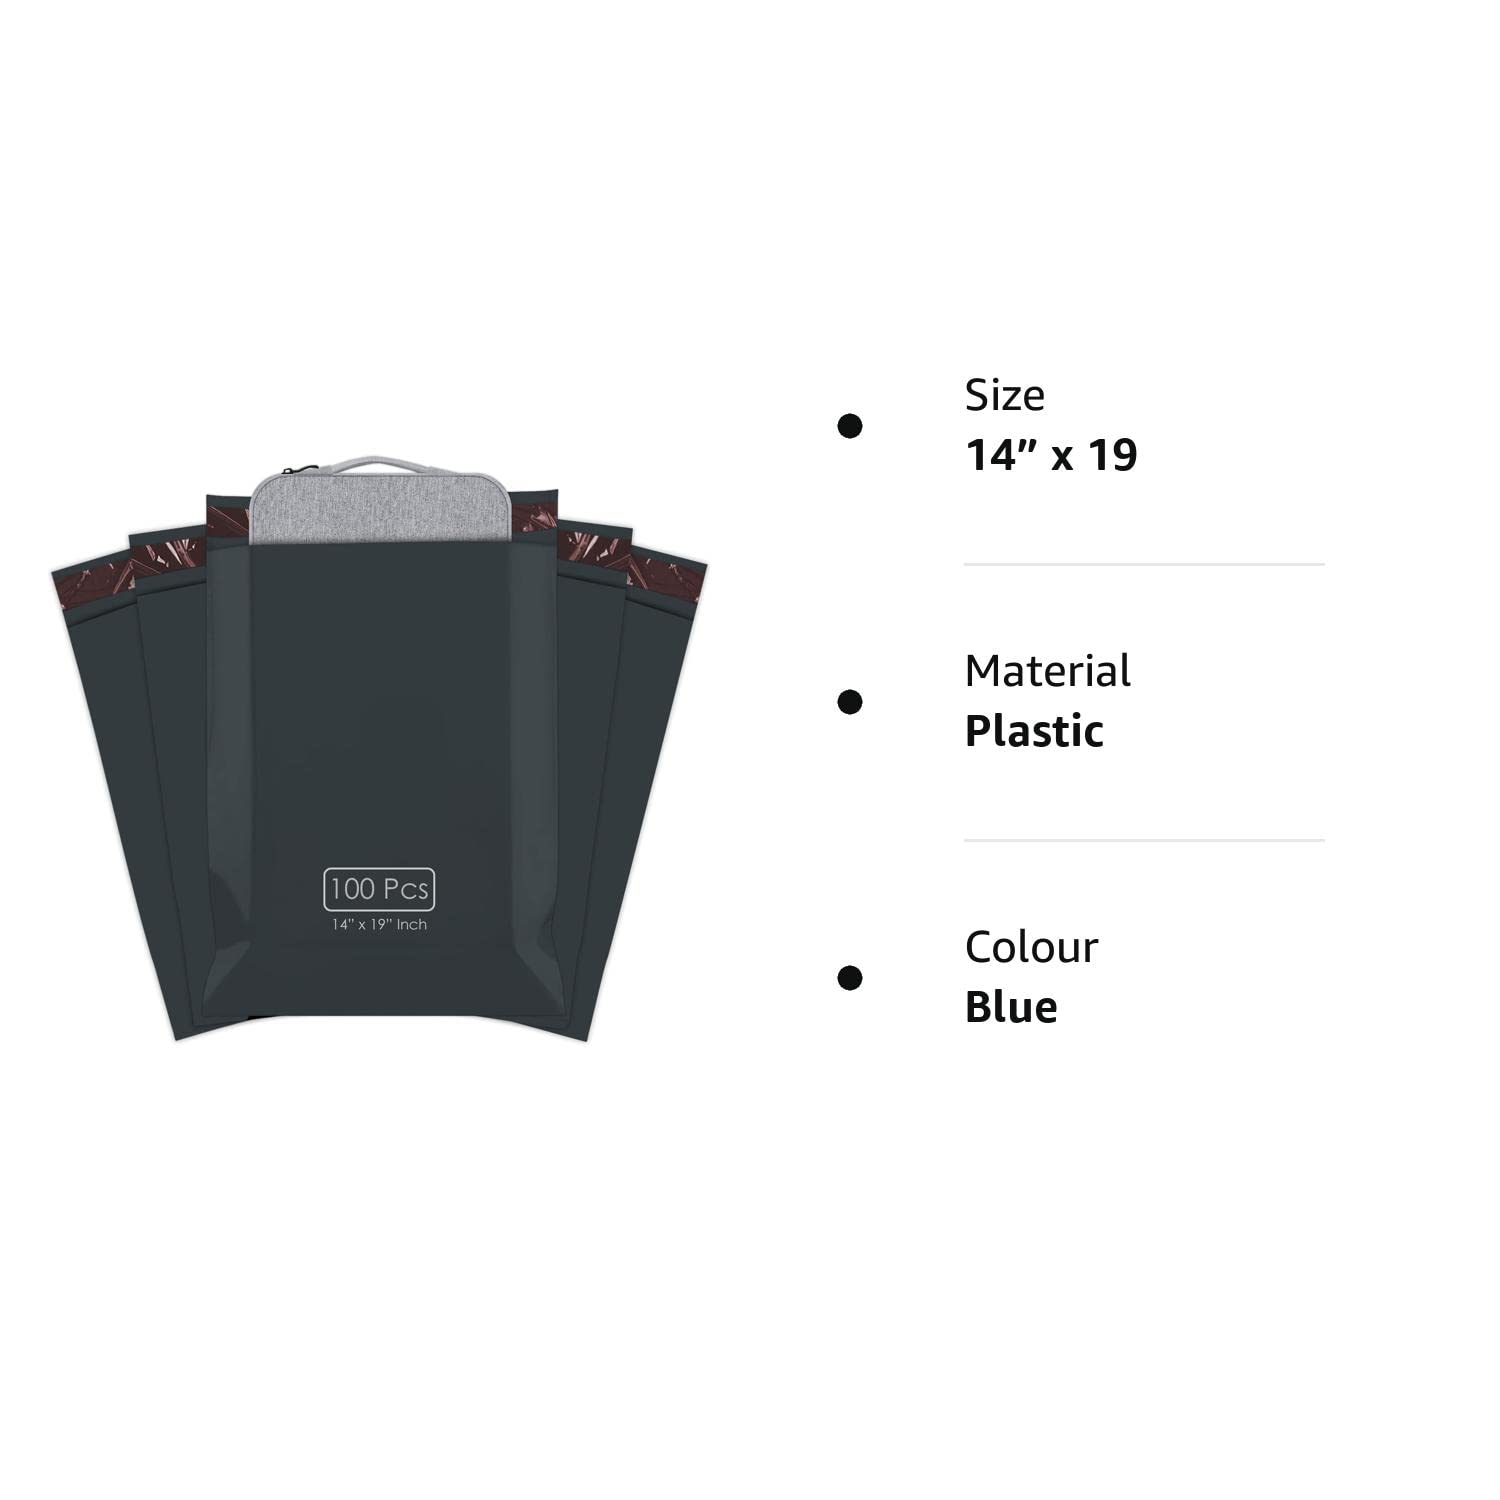 100 Pcs
14” x 19” Inch
Size
14” x 19
Material
Plastic
Colour
Blue